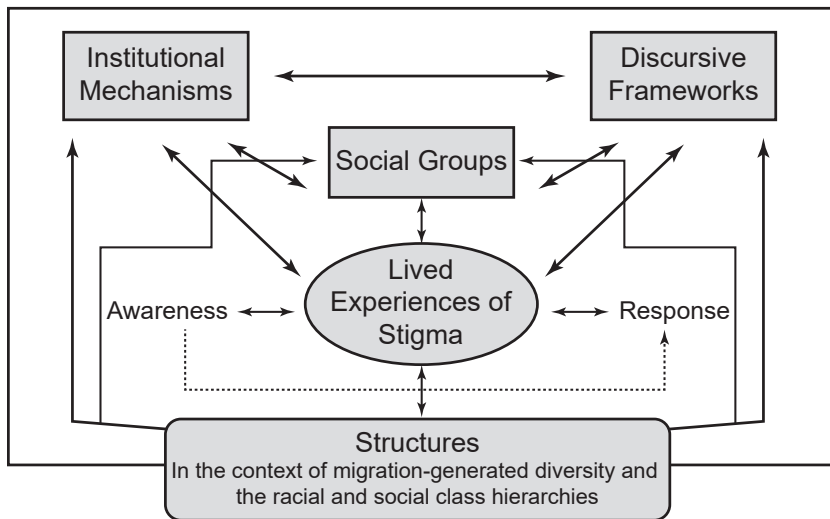 Institutional
Mechanisms
Discursive
Frameworks
Social Groups
Lived
Experiences of
Stigma
Awareness
Response
Structures
In the context of migration-generated diversity and
the racial and social class hierarchies